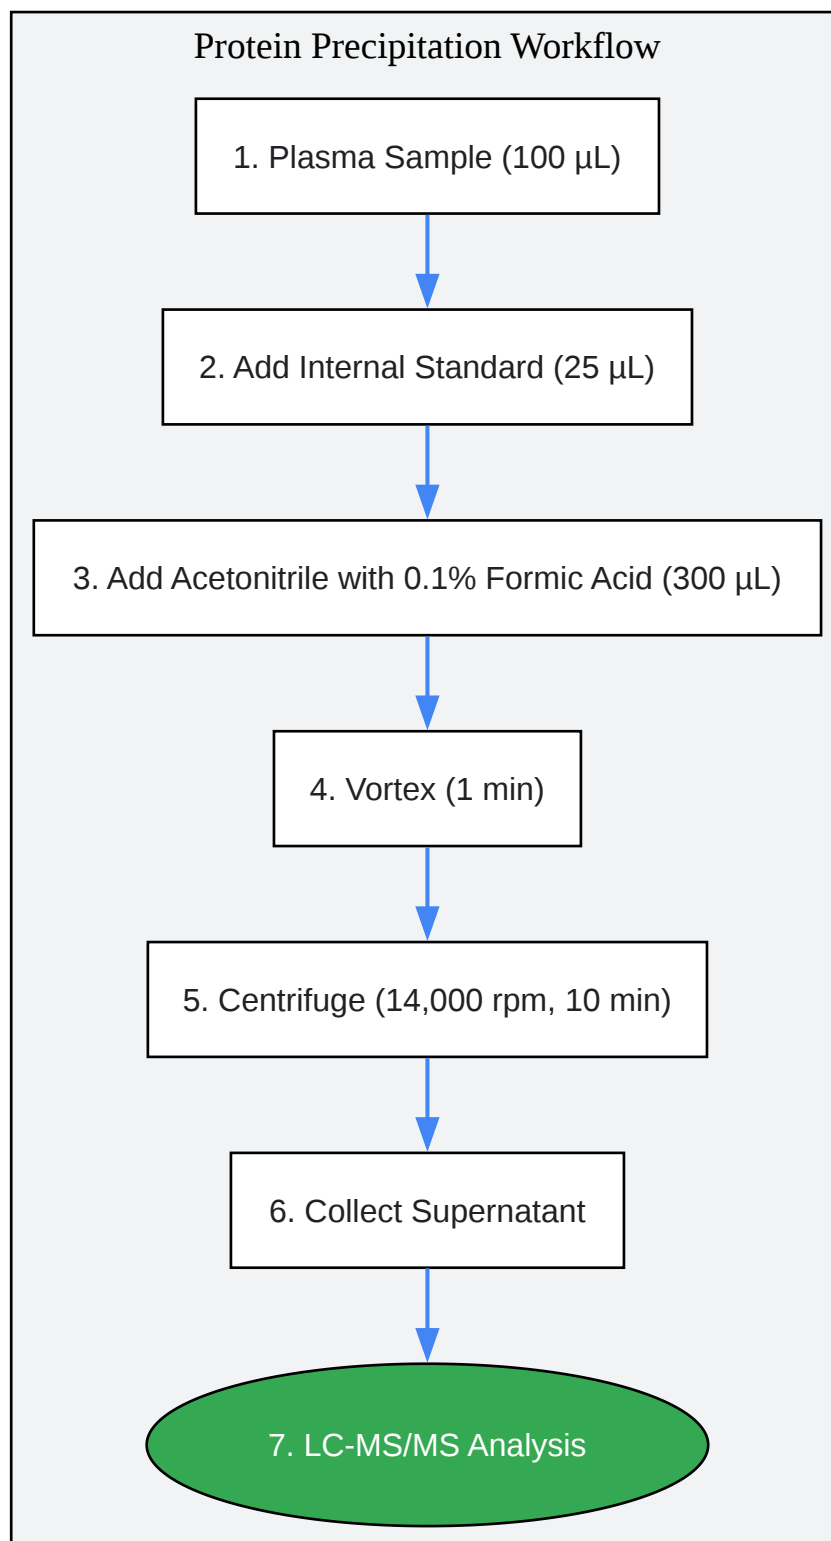 Protein Precipitation Workflow
1. Plasma Sample (100 µL)
2. Add Internal Standard (25 µL)
3. Add Acetonitrile with 0.1% Formic Acid (300 µL)
4. Vortex (1 min)
5. Centrifuge (14,000 rpm, 10 min)
6. Collect Supernatant
7. LC-MS/MS Analysis